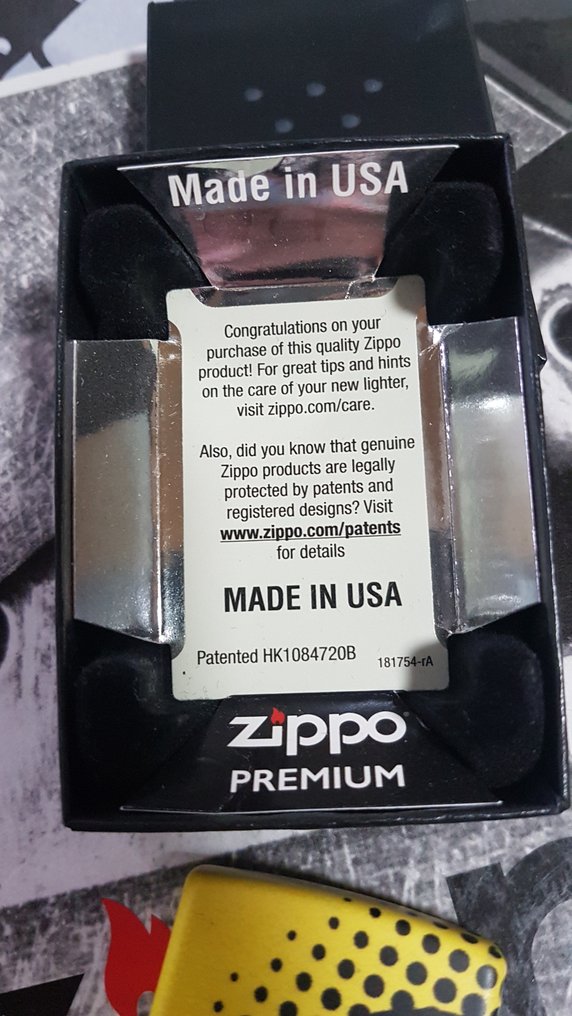 Made in USA
Congratulations on your
purchase of this quality Zippo
product! For great tips and hints
on the care of your new lighter,
visit zippo.com/care.
Also, did you know that genuine
Zippo products are legally
protected by patents and
registered designs? Visit
www.zippo.com/patents
for details
MADE IN USA
Patented HK1084720B
181754-rA
zippo
PREMIUM